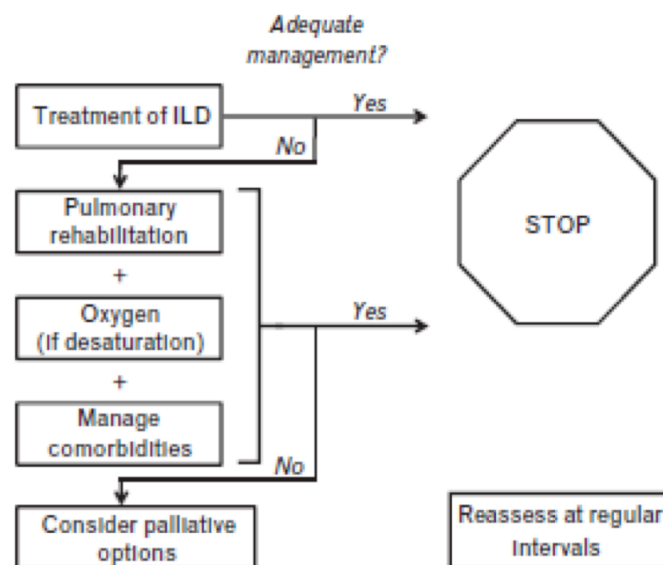 Adequate
management?
Treatment of ILD
Yes
No
Pulmonary
rehabilitation
+
Oxygen
(if desaturation)
+
Manage
comorbidities
STOP
Yes
No
Consider palliative
options
Reassess at regular
intervals